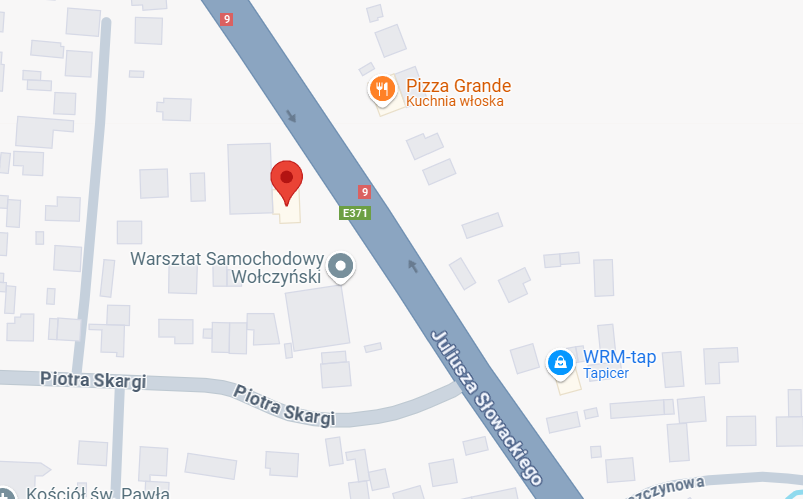 9
Pizza Grande
Kuchnia włoska
9
E371
Warsztat Samochodowy
Wołczyński
Juliusza Słowackiego
WRM-tap
Tapicer
Piotra Skargi
Piotra Skargi
Kościół św. Pawła